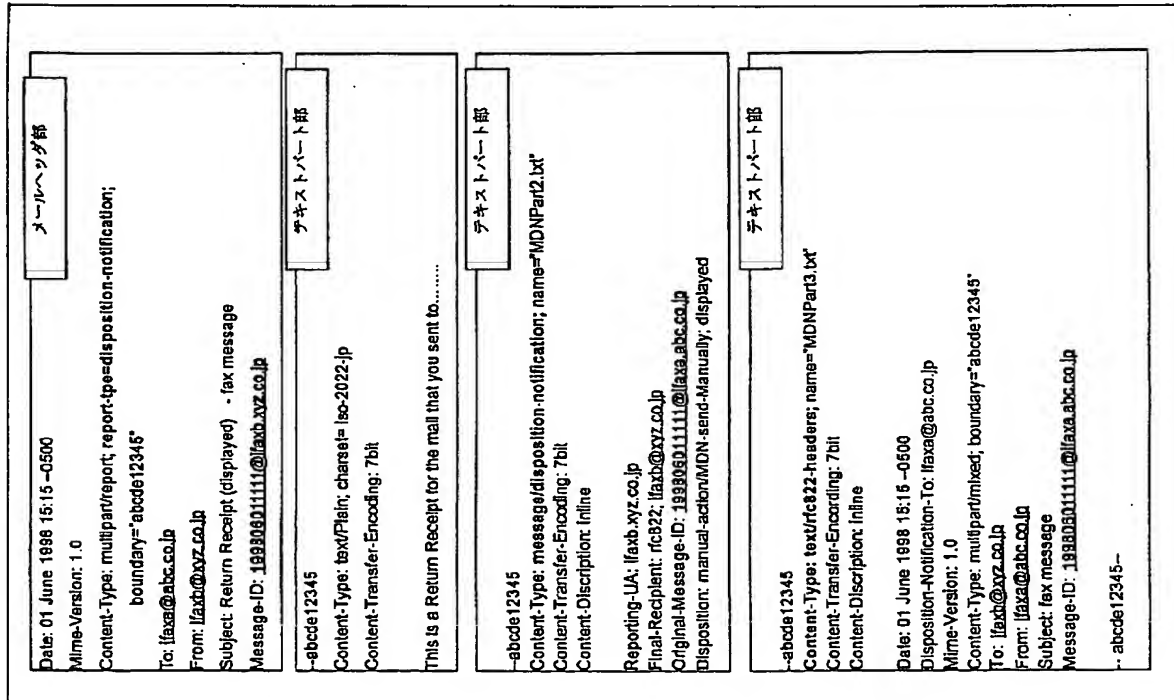 メールヘッダ部
Date: 01 June 1998 15:15 –0500
Mime-Version: 1.0
Content-Type: multipart/report; report-tpe=disposition-notification;
boundary="abcde12345"
To: ifaxa@abc.co.jp
From: ifaxb@xyz.co.jp
Subject: Return Receipt (displayed) - fax message
Message-ID: 199806011111@ifaxb.xyz.co.jp
テキストパート部
--abcde12345
Content-Type: text/Plain; charset= iso-2022-jp
Content-Transfer-Encoding: 7bit
This is a Return Receipt for the mail that you sent to........
テキストパート部
--abcde12345
Content-Type: message/disposition-notification; name="MDNPart2.txt"
Content-Transfer-Encoding: 7bit
Content-Discription: Inline
Reporting-UA: ifaxb.xyz.co.jp
Final-Recipient: rfc822; ifaxb@xyz.co.jp
Original-Message-ID: 199806011111@ifaxa.abc.co.jp
Disposition: manual-action/MDN-send-Manually; displayed
テキストパート部
--abcde12345
Content-Type: text/rfc822-headers; name="MDNPart3.txt"
Content-Transfer-Encording: 7bit
Content-Discription: Inline
Date: 01 June 1998 15:15 –0500
Disposition-Notification-To: ifaxa@abc.co.jp
Mime-Version: 1.0
Content-Type: multipart/mixed; boundary="abcde12345"
To: ifaxb@xyz.co.jp
From: ifaxa@abc.co.jp
Subject: fax message
Message-ID: 199806011111@ifaxa.abc.co.jp
-- abcde12345--